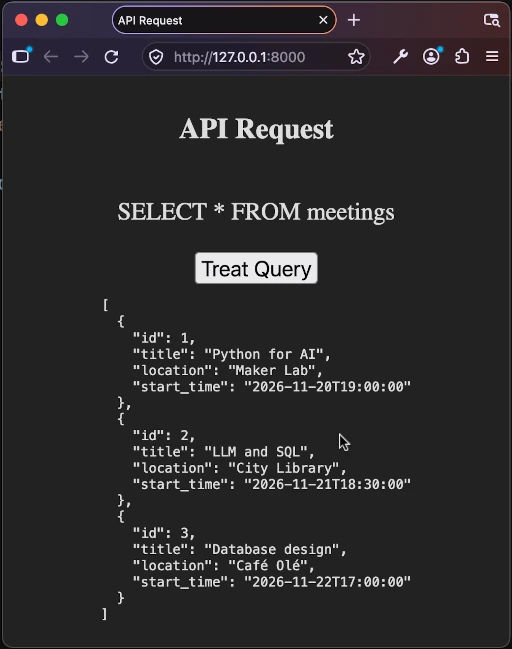 API Request
http://127.0.0.1:8000
API Request
SELECT * FROM meetings
Treat Query
[
  {
    "id": 1,
    "title": "Python for AI",
    "location": "Maker Lab",
    "start_time": "2026-11-20T19:00:00"
  },
  {
    "id": 2,
    "title": "LLM and SQL",
    "location": "City Library",
    "start_time": "2026-11-21T18:30:00"
  },
  {
    "id": 3,
    "title": "Database design",
    "location": "Café Olé",
    "start_time": "2026-11-22T17:00:00"
  }
]